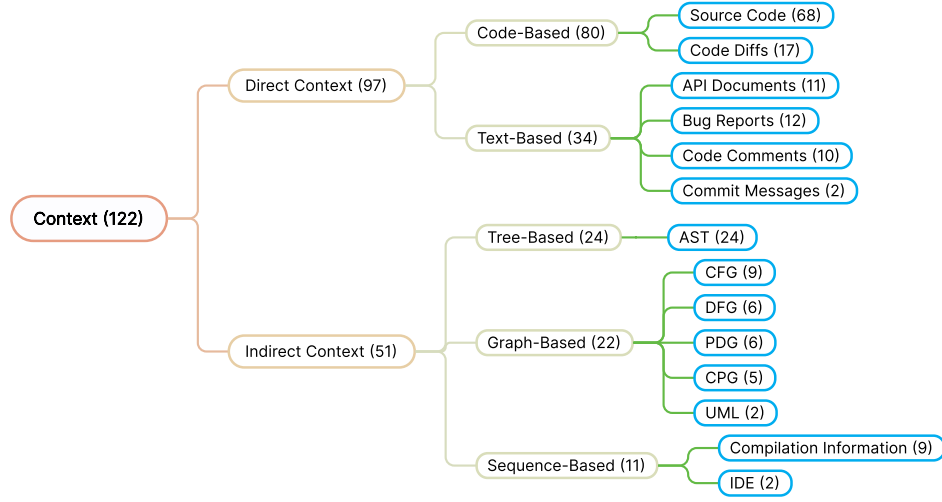 Context (122)
Direct Context (97)
Code-Based (80)
Source Code (68)
Code Diffs (17)
Text-Based (34)
API Documents (11)
Bug Reports (12)
Code Comments (10)
Commit Messages (2)
Indirect Context (51)
Tree-Based (24)
AST (24)
Graph-Based (22)
CFG (9)
DFG (6)
PDG (6)
CPG (5)
UML (2)
Sequence-Based (11)
Compilation Information (9)
IDE (2)